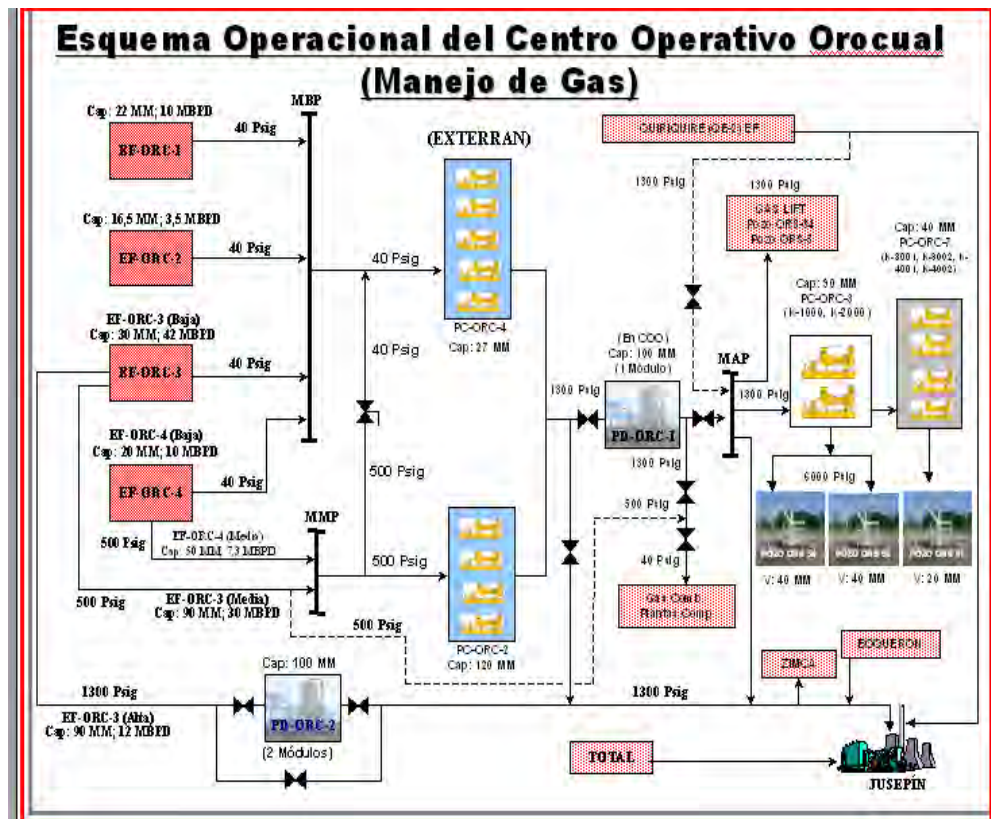 Esquema Operacional del Centro Operativo Orocual
(Manejo de Gas)
Cap: 22 MM; 10 MBPD
EF-ORC-1
40 Psig
MBP
Cap: 16,5 MM; 3,5 MBPD
EF-ORC-2
40 Psig
EF-ORC-3 (Baja)
Cap: 30 MM; 42 MBPD
EF-ORC-3
40 Psig
EF-ORC-4 (Baja)
Cap: 20 MM; 10 MBPD
EF-ORC-4
40 Psig
500 Psig
EF-ORC-4 (Media)
Cap: 50 MM; 7,3 MBPD
MMP
500 Psig
EF-ORC-3 (Media)
Cap: 90 MM; 30 MBPD
500 Psig
1300 Psig
EF-ORC-3 (Alta)
Cap: 90 MM; 12 MBPD
Cap: 100 MM
PD-ORC-2
(2 Módulos)
(EXTERRAN)
40 Psig
PC-ORC-4
Cap: 27 MM
40 Psig
500 Psig
500 Psig
PC-ORC-2
Cap: 120 MM
1300 Psig
(En COO)
Cap: 100 MM
(1 Módulo)
PD-ORC-1
1300 Psig
500 Psig
40 Psig
Gas Comb
Plantas Comp
QUIRIQUIRE (QE-2) EF
1300 Psig
1300 Psig
GAS LIFT
MAP
1300 Psig
PC-ORC-3
(K-1000, K-2000)
Cap: 40 MM
PC-ORC-7
6000 Psig
V: 40 MM
V: 40 MM
V: 20 MM
1300 Psig
ZIMCA
BOQUERON
TOTAL
JUSEPÍN